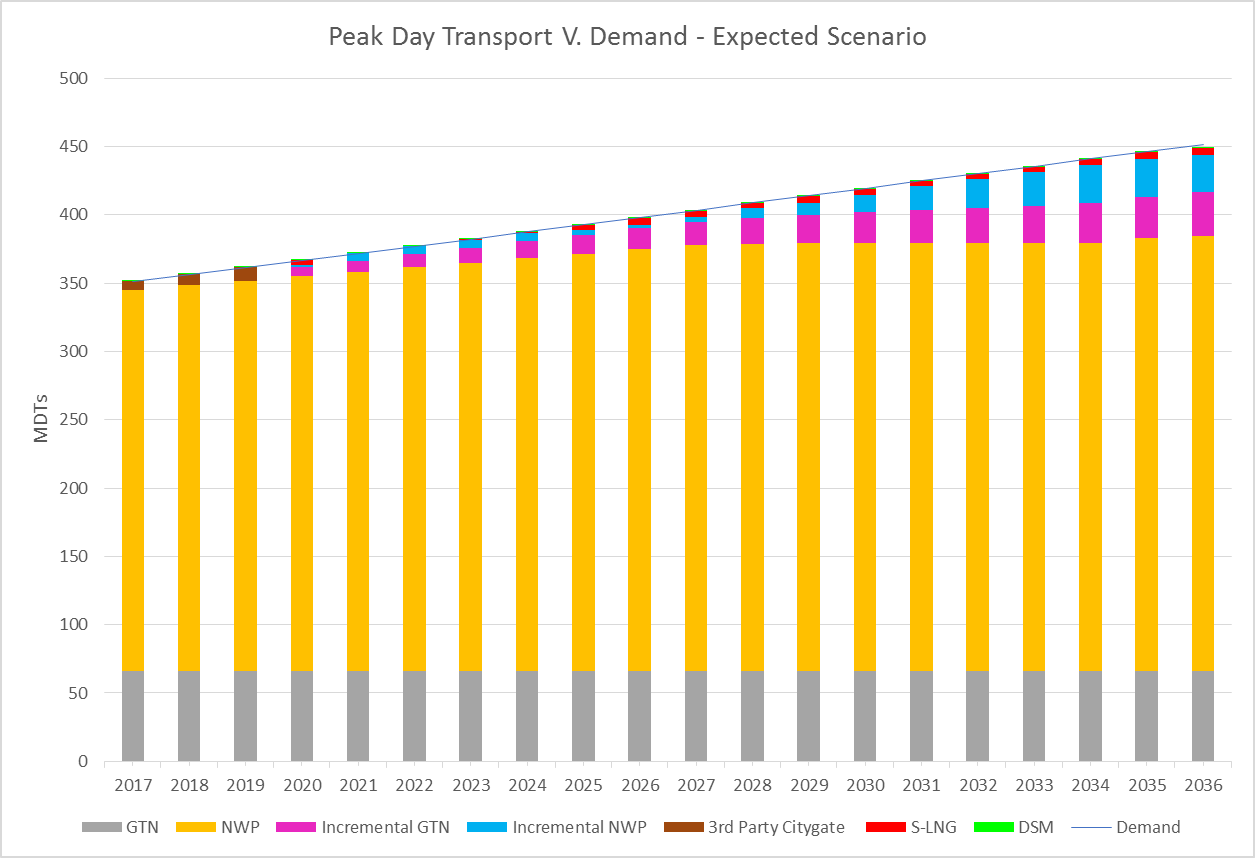 Peak Day Transport V. Demand - Expected Scenario
500
450
400
350
300
250
200
150
100
50
0
MDTs
2017 2018 2019 2020 2021 2022 2023 2024 2025 2026 2027 2028 2029 2030 2031 2032 2033 2034 2035 2036
GTN NWP Incremental GTN Incremental NWP 3rd Party Citygate S-LNG DSM Demand